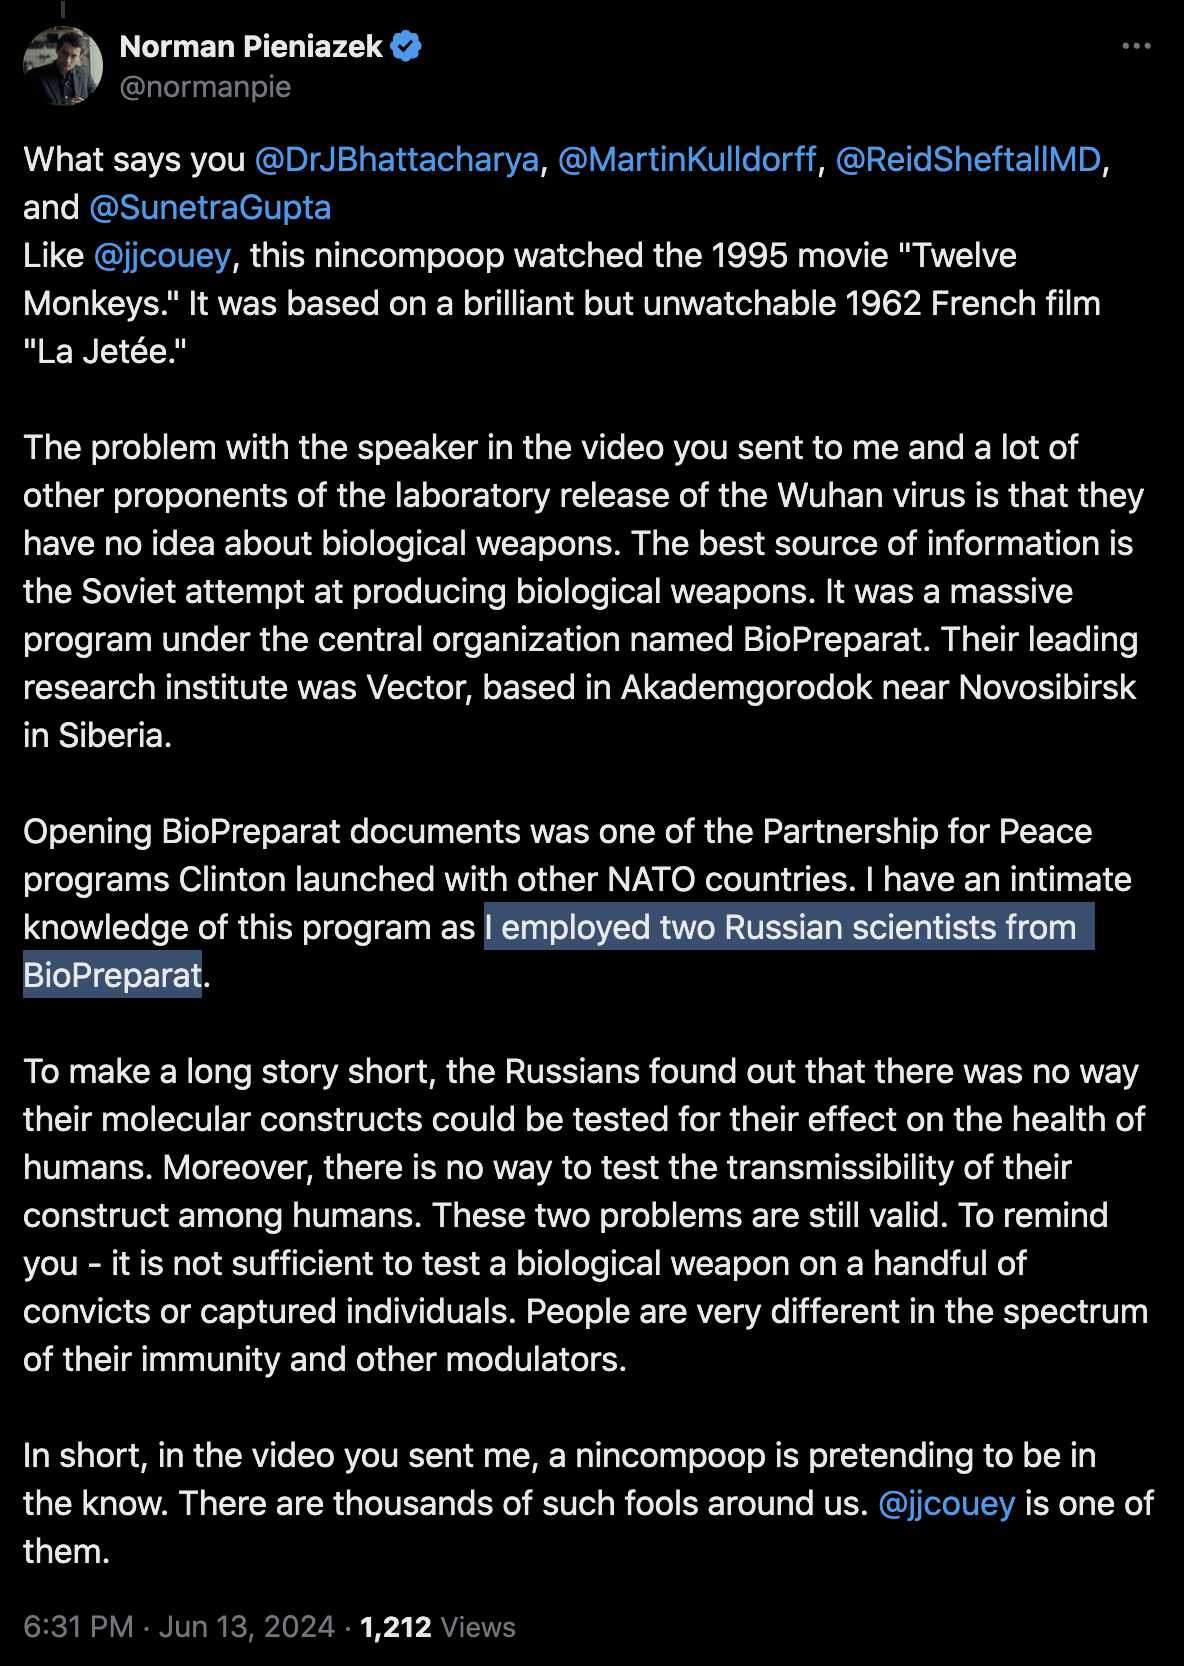 Norman Pieniazek
@normanpie
What says you @DrJBhattacharya, @MartinKulldorff, @ReidSheftallMD,
and @SunetraGupta
Like @jjcouey, this nincompoop watched the 1995 movie "Twelve
Monkeys." It was based on a brilliant but unwatchable 1962 French film
"La Jetée."
The problem with the speaker in the video you sent to me and a lot of
other proponents of the laboratory release of the Wuhan virus is that they
have no idea about biological weapons. The best source of information is
the Soviet attempt at producing biological weapons. It was a massive
program under the central organization named BioPreparat. Their leading
research institute was Vector, based in Akademgorodok near Novosibirsk
in Siberia.
Opening BioPreparat documents was one of the Partnership for Peace
programs Clinton launched with other NATO countries. I have an intimate
knowledge of this program as I employed two Russian scientists from
BioPreparat.
To make a long story short, the Russians found out that there was no way
their molecular constructs could be tested for their effect on the health of
humans. Moreover, there is no way to test the transmissibility of their
construct among humans. These two problems are still valid. To remind
you - it is not sufficient to test a biological weapon on a handful of
convicts or captured individuals. People are very different in the spectrum
of their immunity and other modulators.
In short, in the video you sent me, a nincompoop is pretending to be in
the know. There are thousands of such fools around us. @jjcouey is one of
them.
6:31 PM · Jun 13, 2024 · 1,212 Views